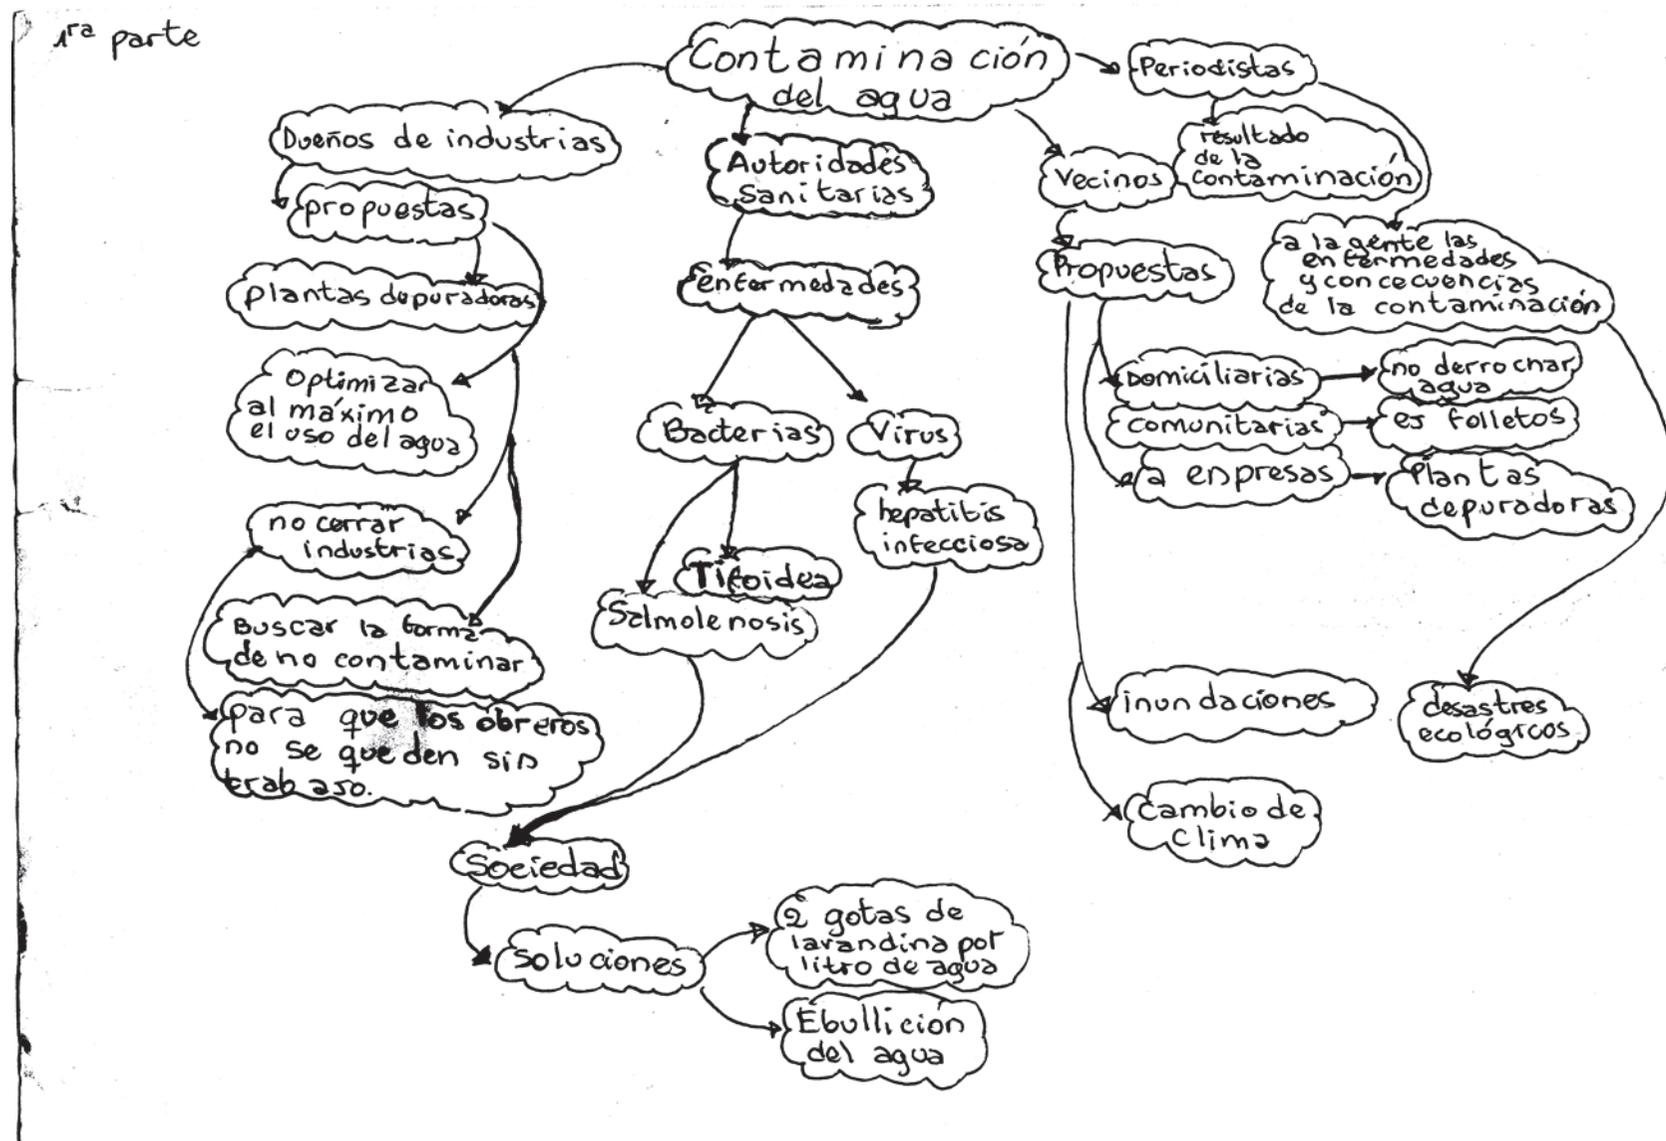 1ra parte
Contaminación
del agua
Periodistas
Dueños de industrias
resultado
de la
contaminación
Autoridades
Sanitarias
Vecinos
propuestas
a la gente las
enfermedades
y concecuencias
de la contaminación
Propuestas
enfermedades
plantas depuradoras
Optimizar
al máximo
el uso del agua
Domiciliarias
no derrochar
agua
comunitarias
ej folletos
a enpresas
Plantas
depuradoras
Bacterias
Virus
hepatitis
infecciosa
no cerrar
industrias
Tifoidea
Salmolenosis
Buscar la forma
de no contaminar
para que los obreros
no se queden sin
trabajo.
inundaciones
desastres
ecológicos
cambio de
Clima
Sociedad
Soluciones
2 gotas de
lavandina por
litro de agua
Ebullicion
del agua